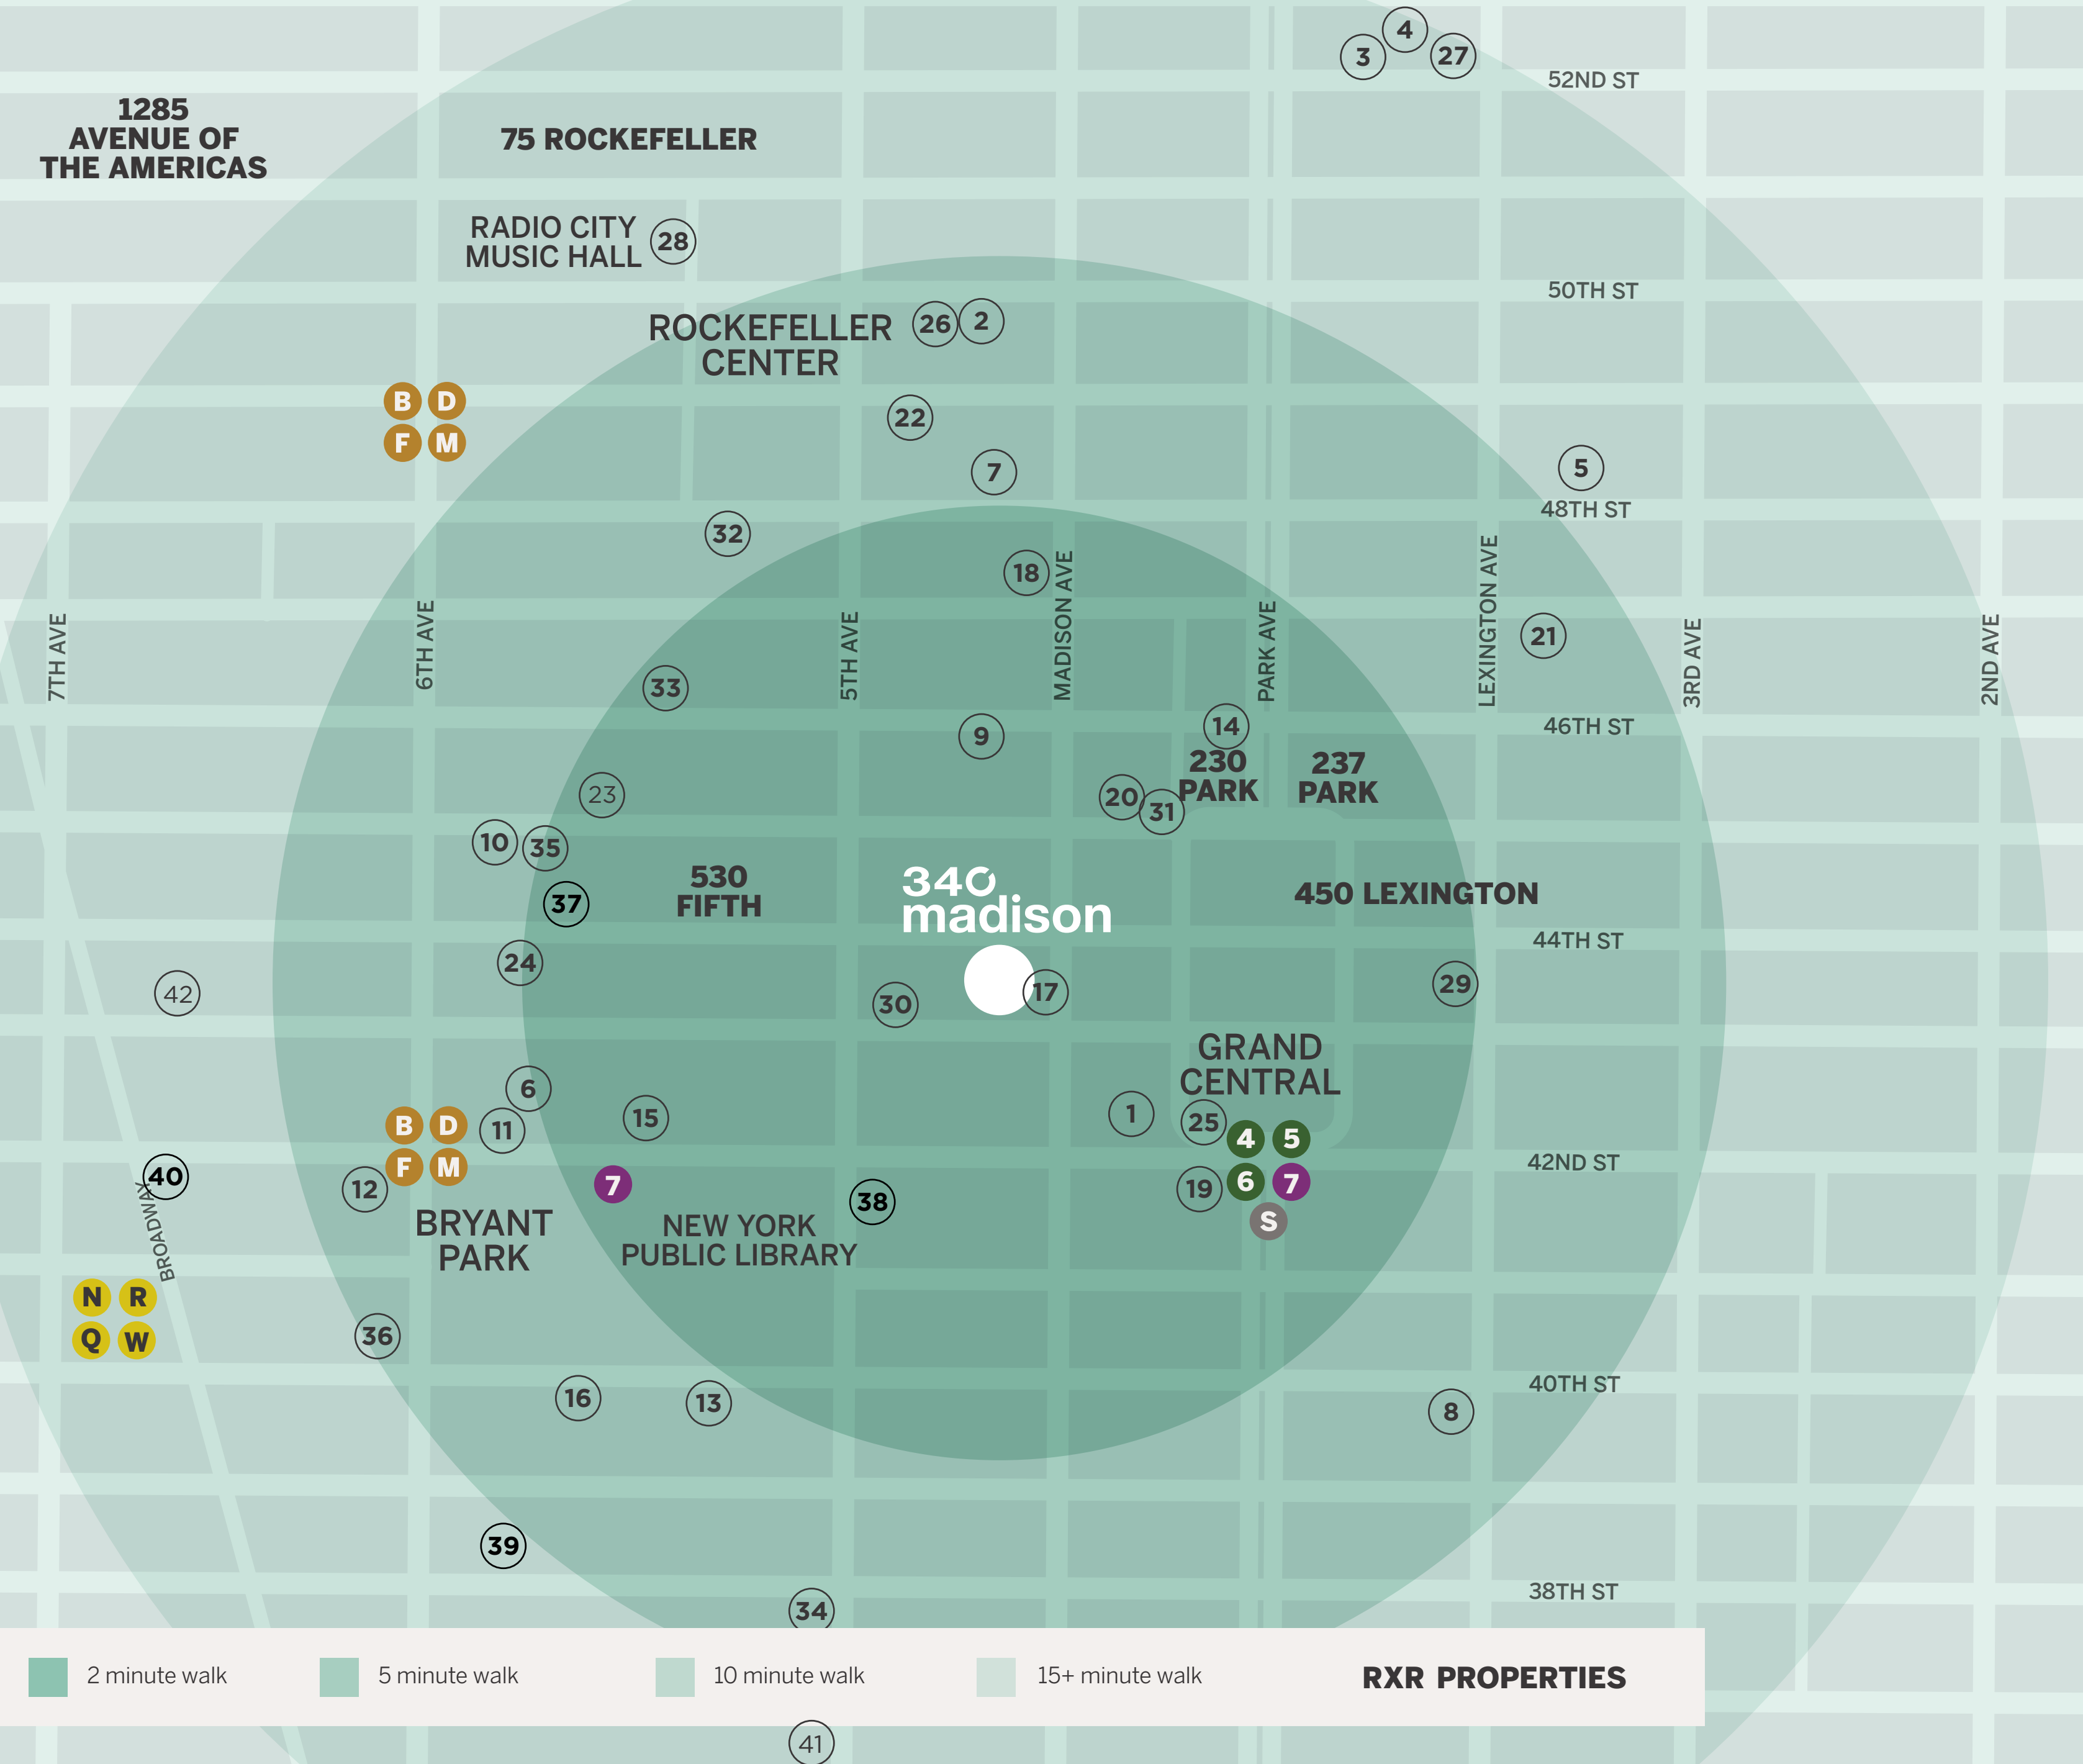 4
3
27
52ND ST
1285
AVENUE OF
THE AMERICAS
75 ROCKEFELLER
RADIO CITY
MUSIC HALL
28
50TH ST
ROCKEFELLER
CENTER
26
2
B
D
F
M
22
7
5
48TH ST
32
18
7TH AVE
6TH AVE
5TH AVE
MADISON AVE
PARK AVE
LEXINGTON AVE
3RD AVE
2ND AVE
21
33
9
14
46TH ST
230
PARK
237
PARK
23
20
31
10
35
37
530
FIFTH
340
madison
450 LEXINGTON
44TH ST
24
42
30
17
29
GRAND
CENTRAL
6
11
15
1
25
B
D
F
M
4
5
6
7
S
40
12
7
38
19
42ND ST
BROADWAY
BRYANT
PARK
NEW YORK
PUBLIC LIBRARY
N
R
Q
W
36
16
13
8
40TH ST
39
34
38TH ST
2 minute walk
5 minute walk
10 minute walk
15+ minute walk
RXR PROPERTIES
41